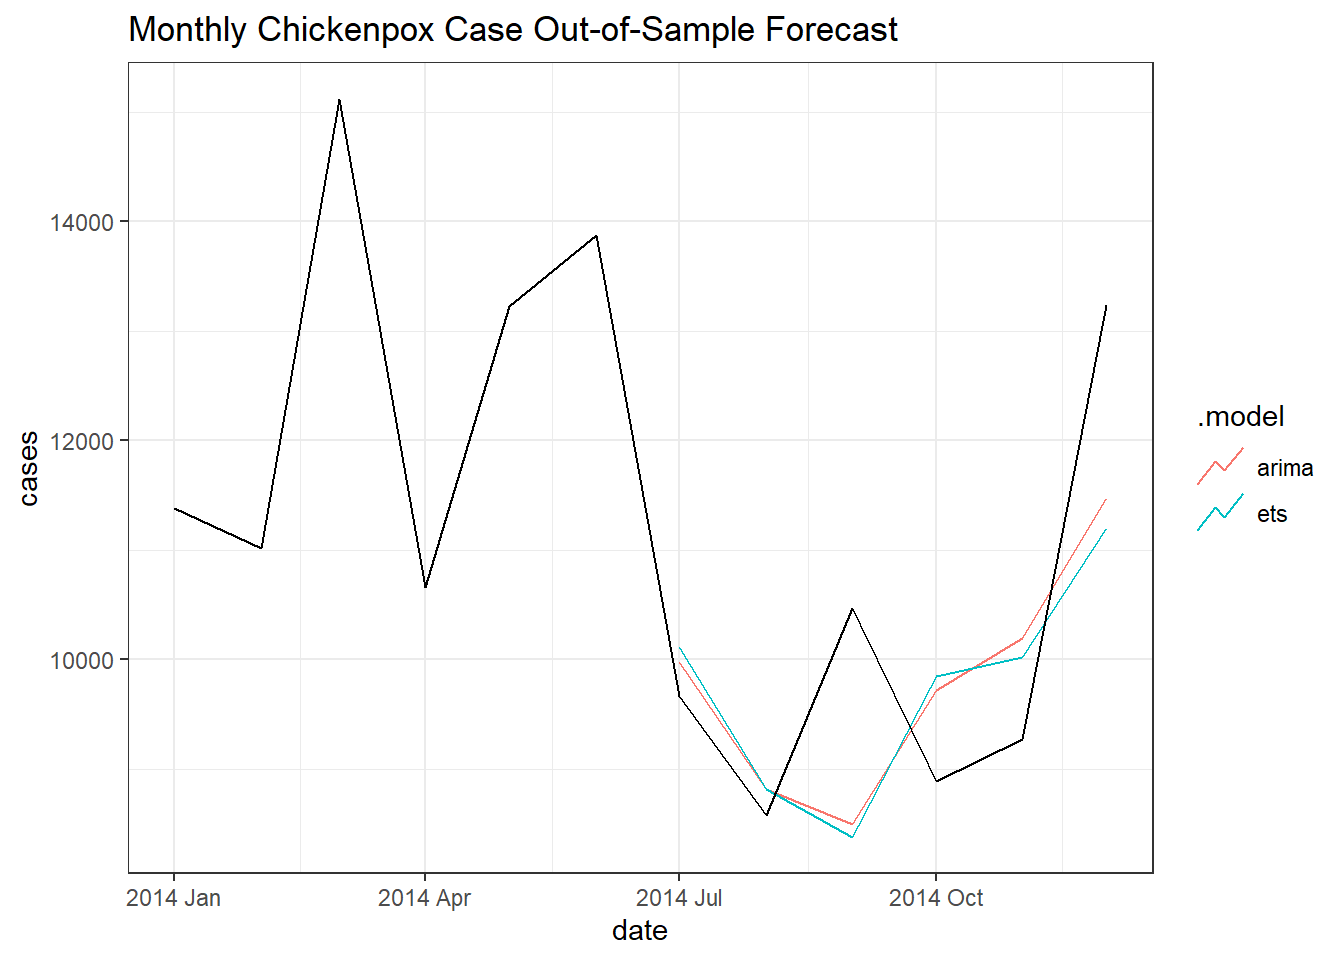 Monthly Chickenpox Case Out-of-Sample Forecast
14000
12000
10000
cases
2014 Jan
2014 Apr
2014 Jul
2014 Oct
date
.model
arima
ets